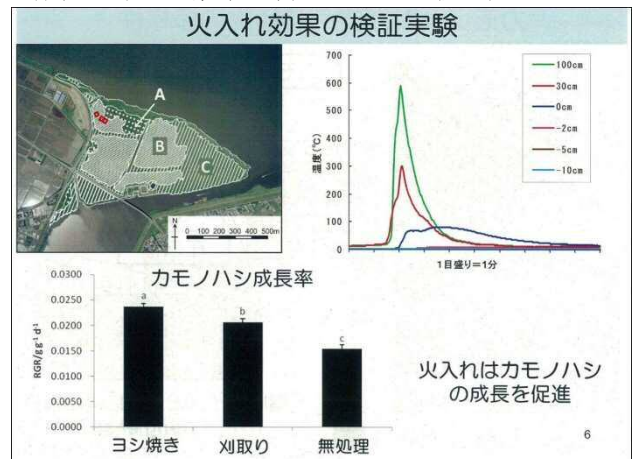 火入れ効果の検証実験
A
B
C
N
0 100 200 300 400 500m
700
600
500
400
300
200
100
0
温度(℃)
100cm
30cm
0cm
-2cm
-5cm
-10cm
1目盛り=1分
カモノハシ成長率
0.0300
0.0250
0.0200
0.0150
0.0100
0.0050
0.0000
RGR/gg⁻¹ d⁻¹
a
b
c
ヨシ焼き 刈取り 無処理
火入れはカモノハシ
の成長を促進
6